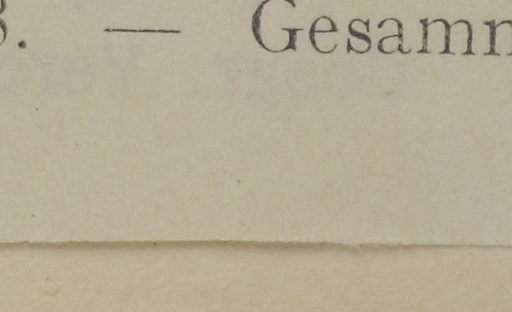 . — Gesam